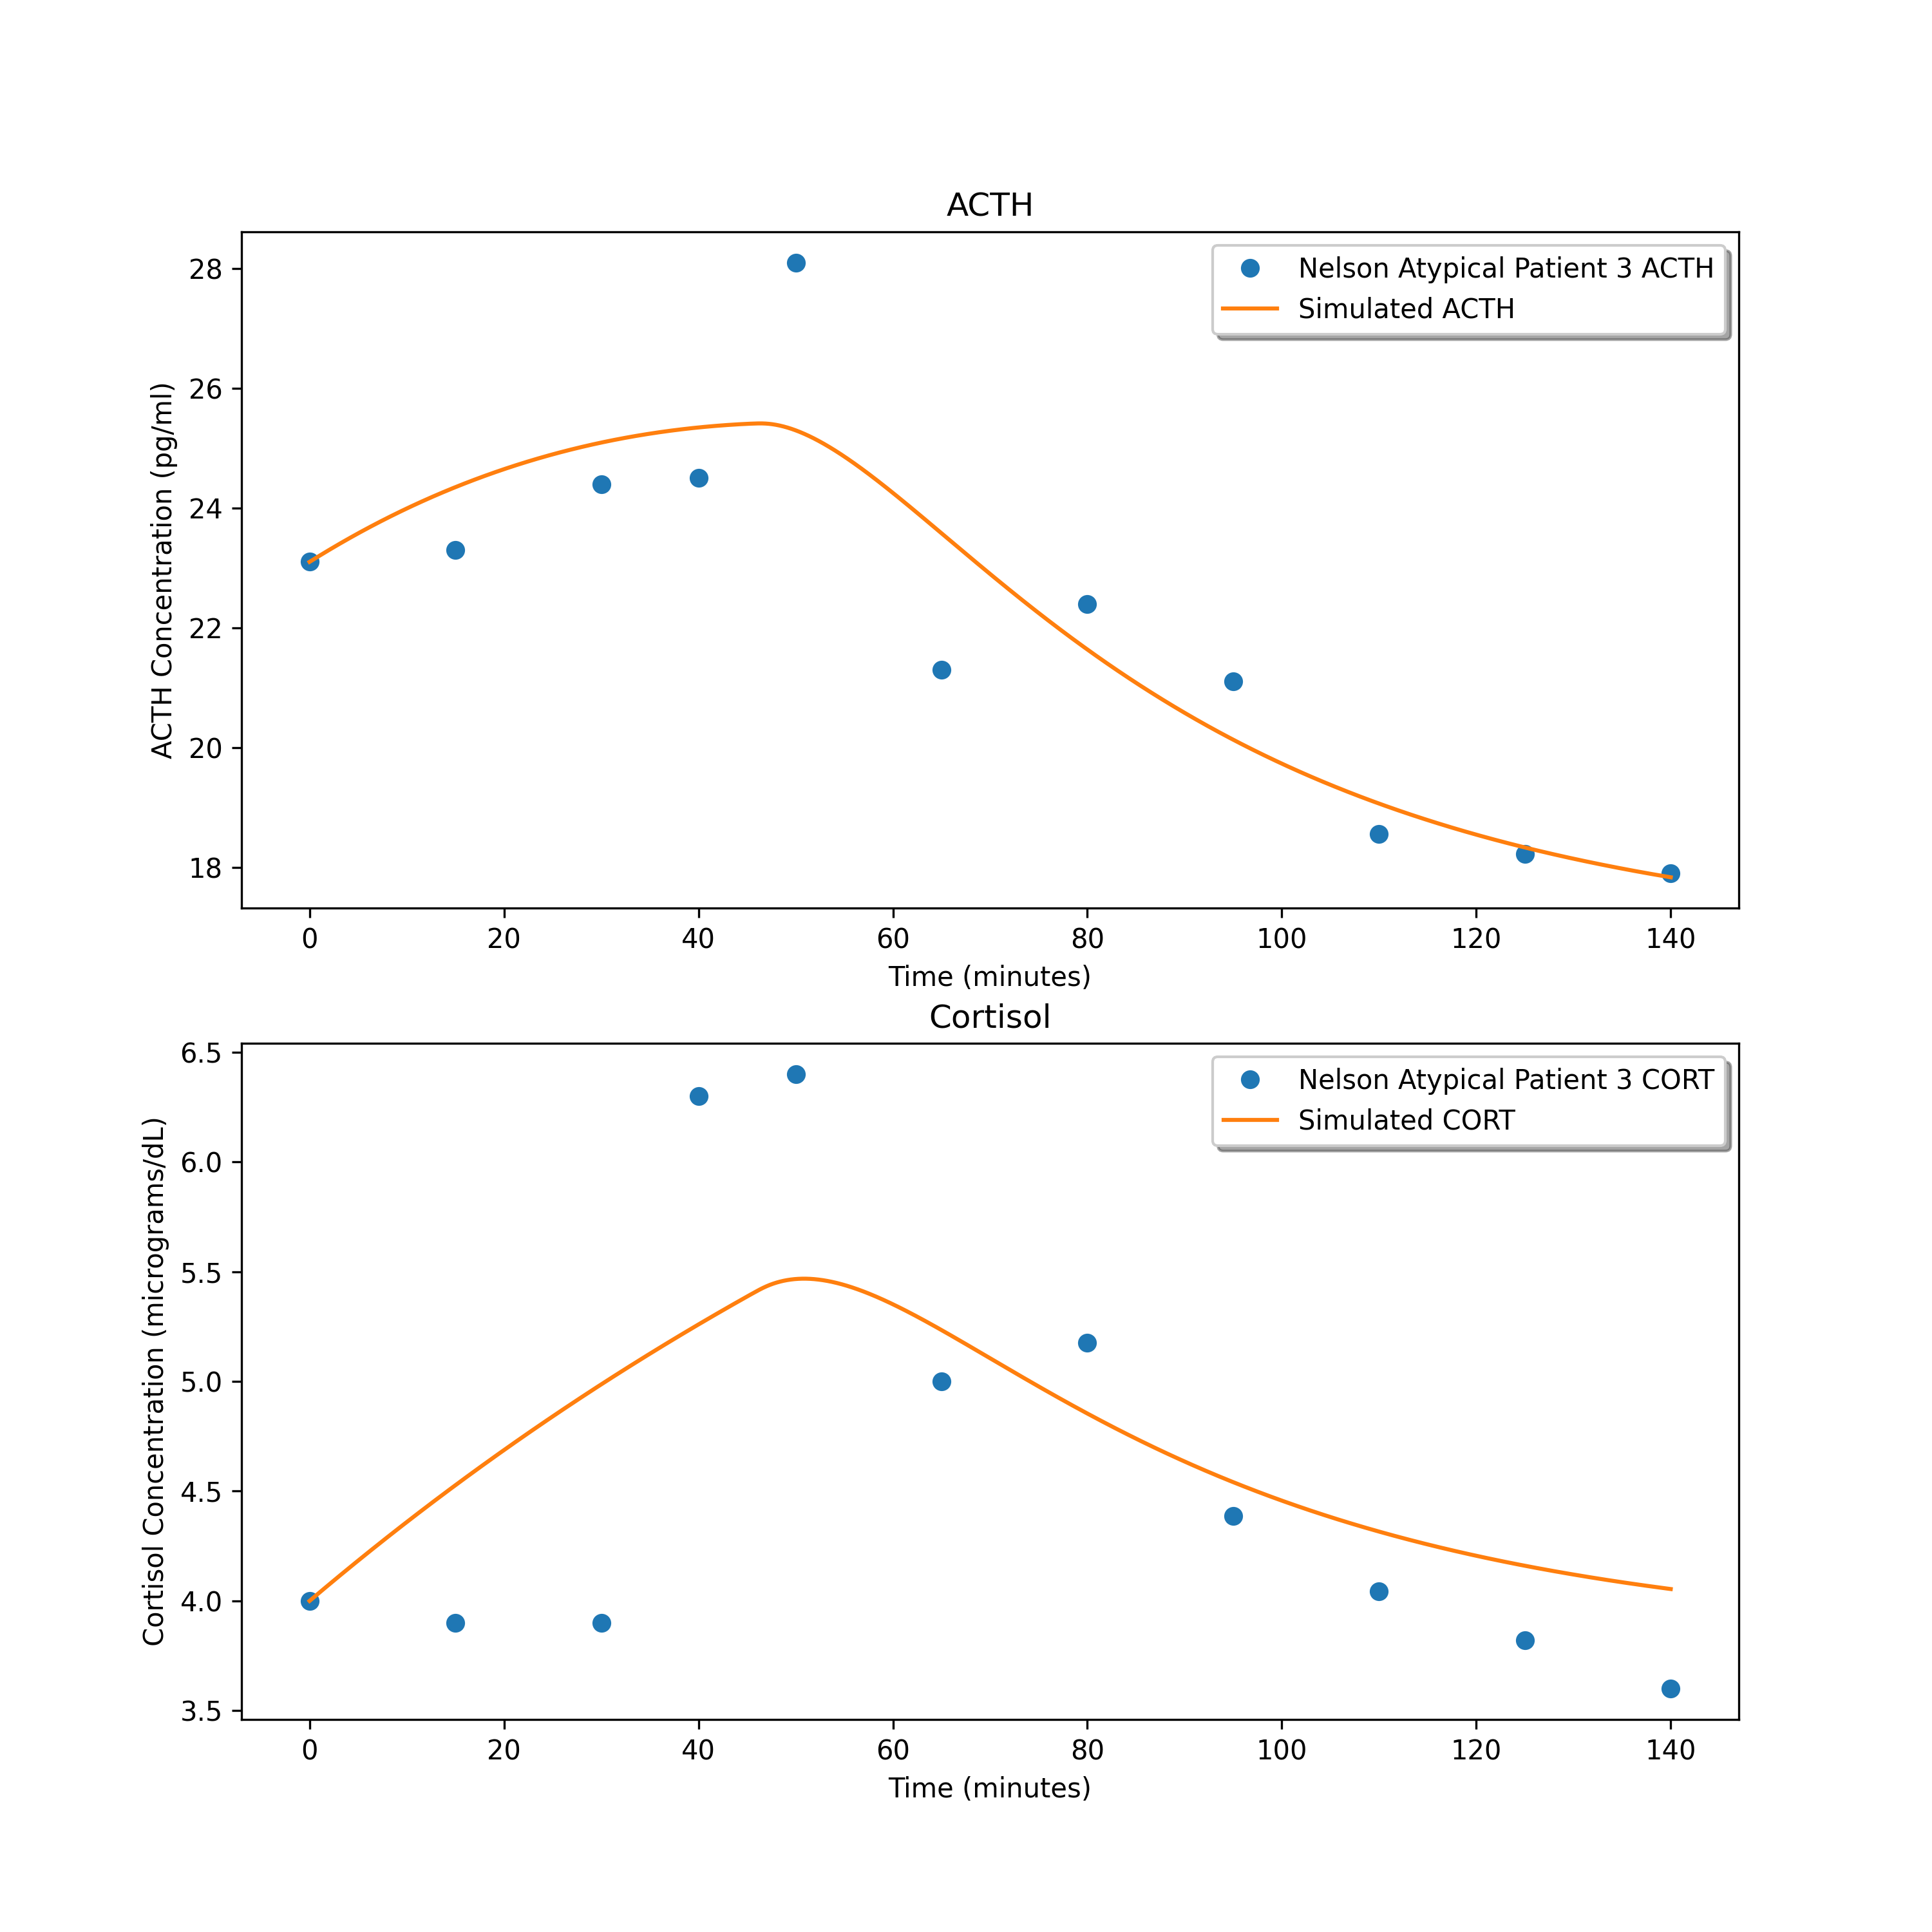 ACTH
28
26
24
22
20
18
ACTH Concentration (pg/ml)
Nelson Atypical Patient 3 ACTH
Simulated ACTH
0 20 40 60 80 100 120 140
Time (minutes)
Cortisol
6.5
6.0
5.5
5.0
4.5
4.0
3.5
Cortisol Concentration (micrograms/dL)
Nelson Atypical Patient 3 CORT
Simulated CORT
0 20 40 60 80 100 120 140
Time (minutes)